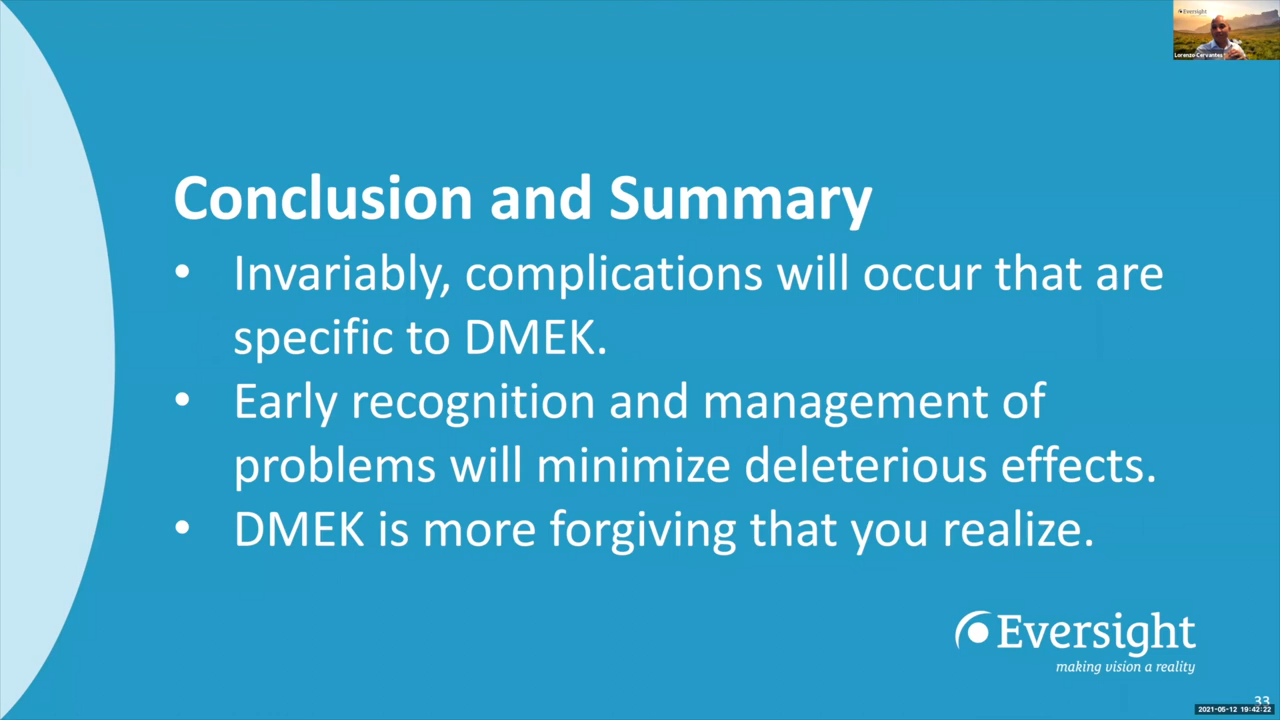 Eversight
Lorenzo Cervantes
Conclusion and Summary
• Invariably, complications will occur that are
specific to DMEK.
• Early recognition and management of
problems will minimize deleterious effects.
• DMEK is more forgiving that you realize.
Eversight
making vision a reality
33
2021-05-12 19:42:22